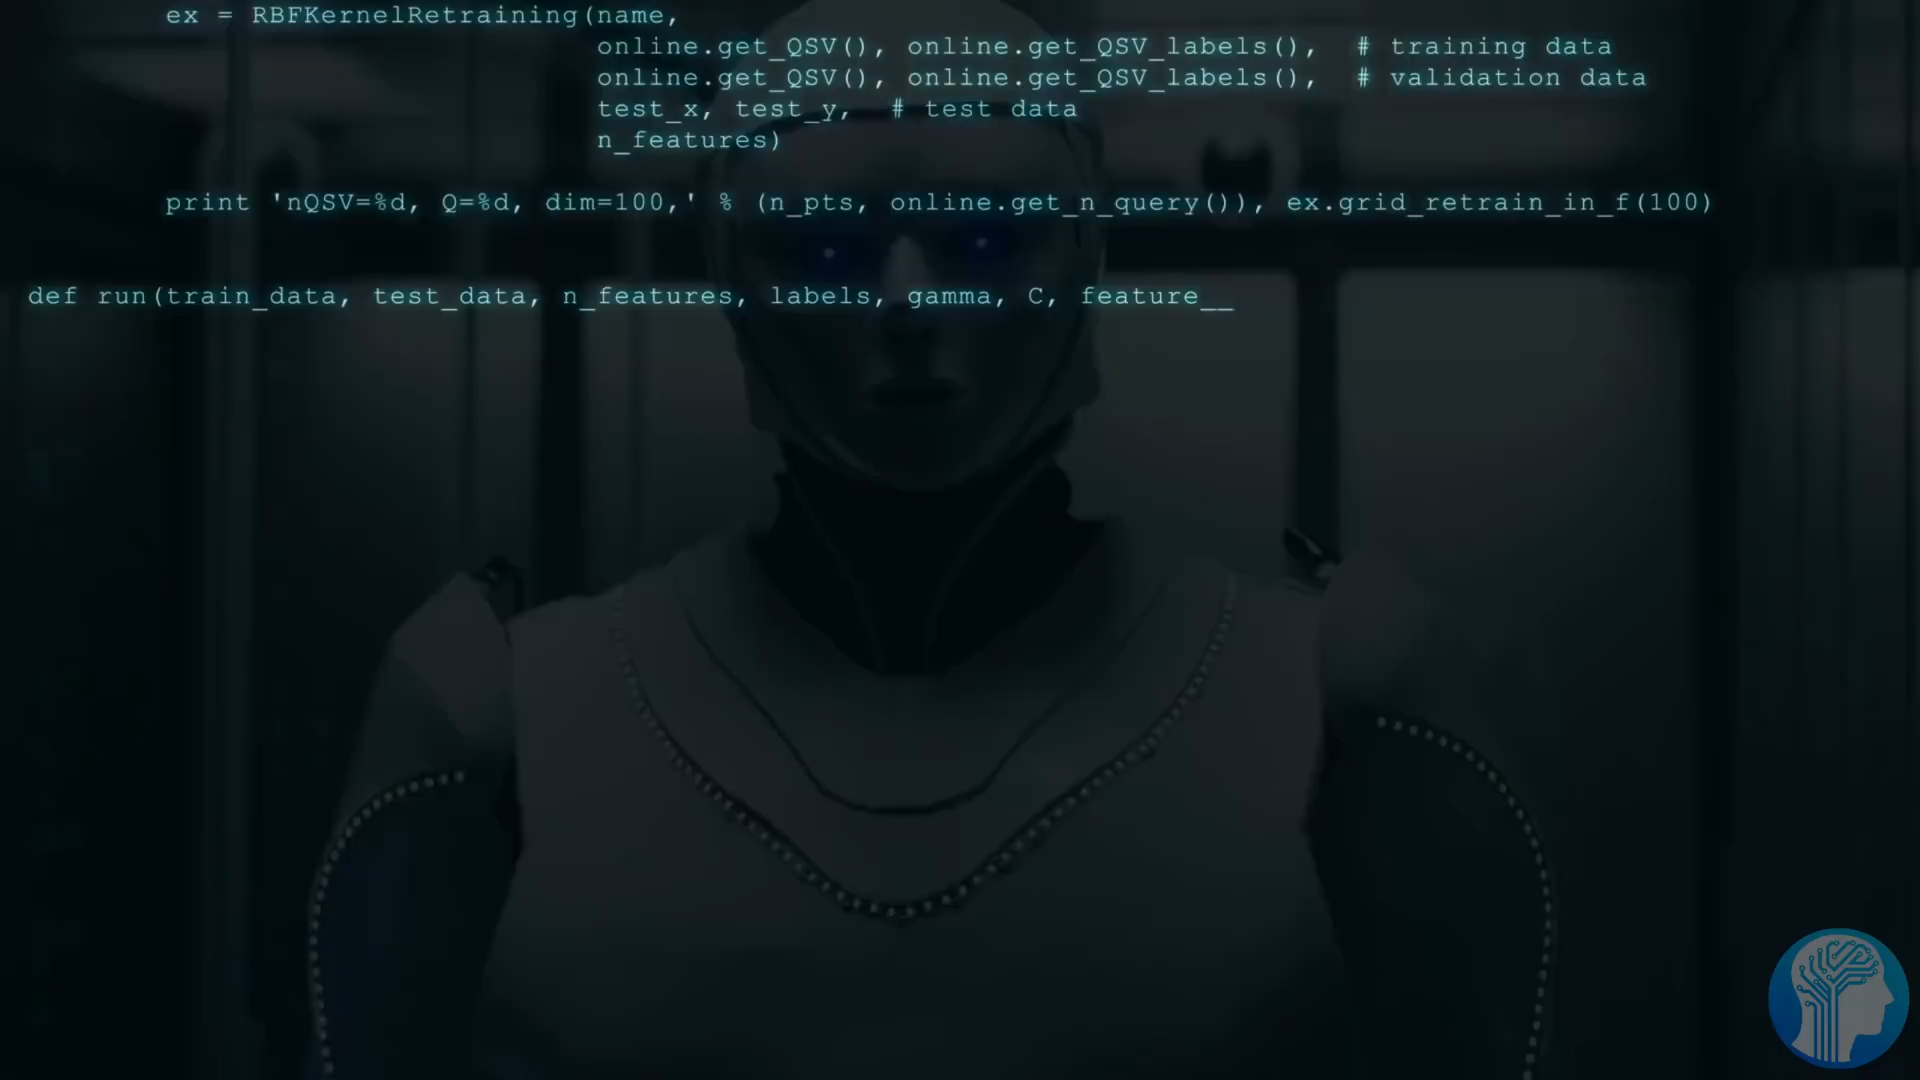 ex = RBFKernelRetraining(name,
online.get_QSV(), online.get_QSV_labels(), # training data
online.get_QSV(), online.get_QSV_labels(), # validation data
test_x, test_y, # test data
n_features)
print 'nQSV=%d, Q=%d, dim=100,' % (n_pts, online.get_n_query()), ex.grid_retrain_in_f(100)
def run(train_data, test_data, n_features, labels, gamma, C, feature__